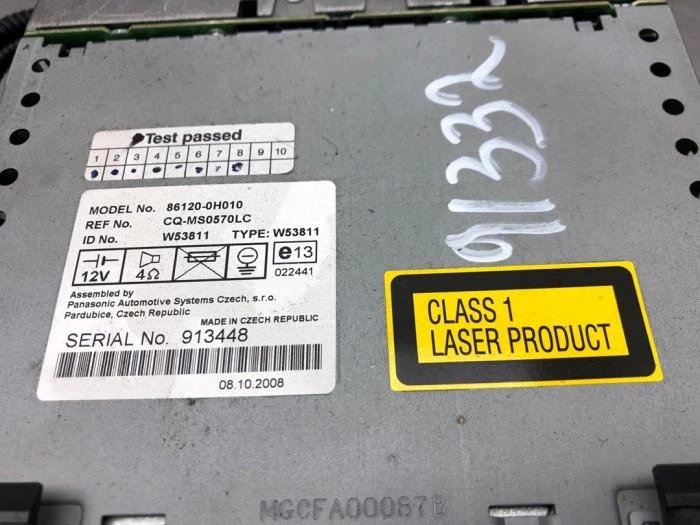 91332
Test passed
1 2 3 4 5 6 7 8 9 10
MODEL No. 86120-0H010
REF No. CQ-MS0570LC
ID No. W53811 TYPE: W53811
12V 4Ω e13
022441
Assembled by
Panasonic Automotive Systems Czech, s.r.o.
Pardubice, Czech Republic
MADE IN CZECH REPUBLIC
SERIAL No. 913448
08.10.2008
CLASS 1
LASER PRODUCT
MGCFA00087B